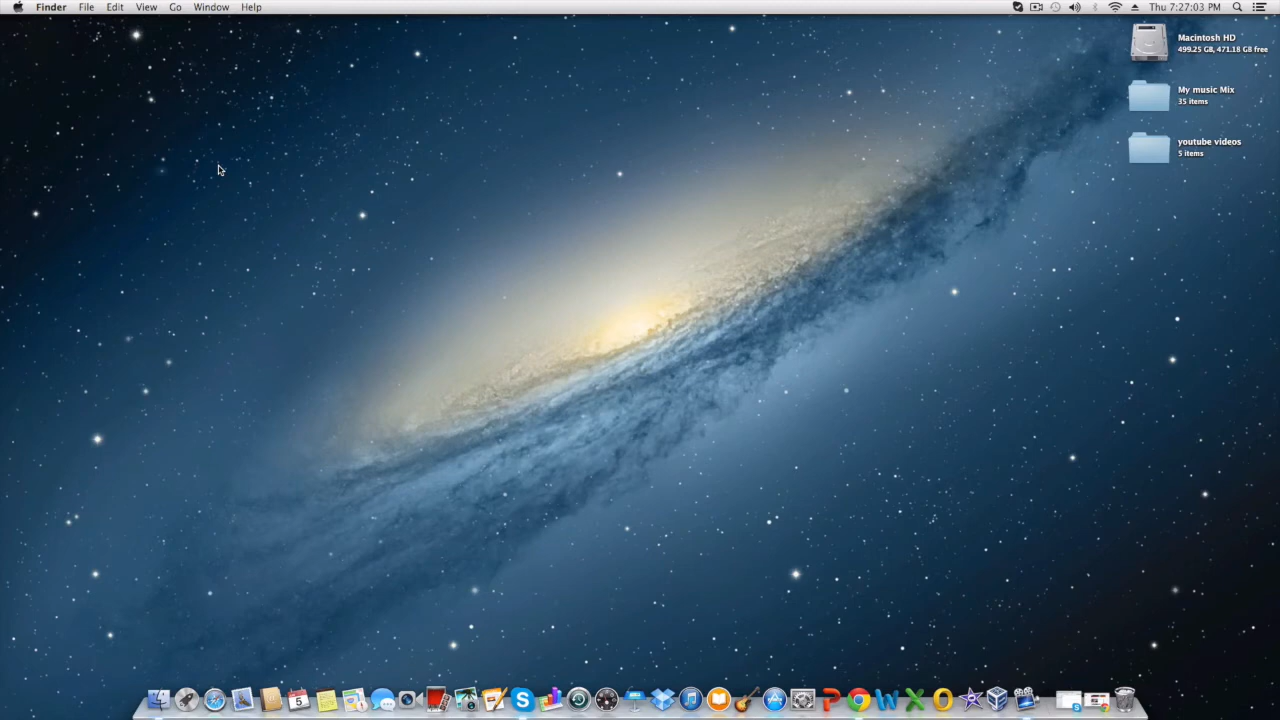 Finder File Edit View Go Window Help
Thu 7:27:03 PM
Macintosh HD
499.25 GB, 471.18 GB free
My music Mix
35 items
youtube videos
5 items
5